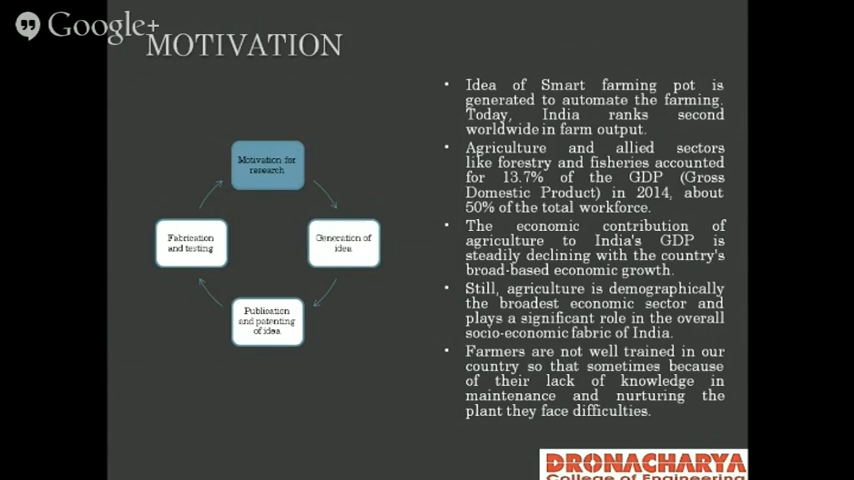 Google+
MOTIVATION
Motivation for
research
Fabrication
and testing
Generation of
idea
Publication
and patenting
of idea
• Idea of Smart farming pot is
generated to automate the farming.
Today, India ranks second
worldwide in farm output.
• Agriculture and allied sectors
like forestry and fisheries accounted
for 13.7% of the GDP (Gross
Domestic Product) in 2014, about
50% of the total workforce.
• The economic contribution of
agriculture to India's GDP is
steadily declining with the country's
broad-based economic growth.
• Still, agriculture is demographically
the broadest economic sector and
plays a significant role in the overall
socio-economic fabric of India.
• Farmers are not well trained in our
country so that sometimes because
of their lack of knowledge in
maintenance and nurturing the
plant they face difficulties.
DRONACHARYA
College of Engineering